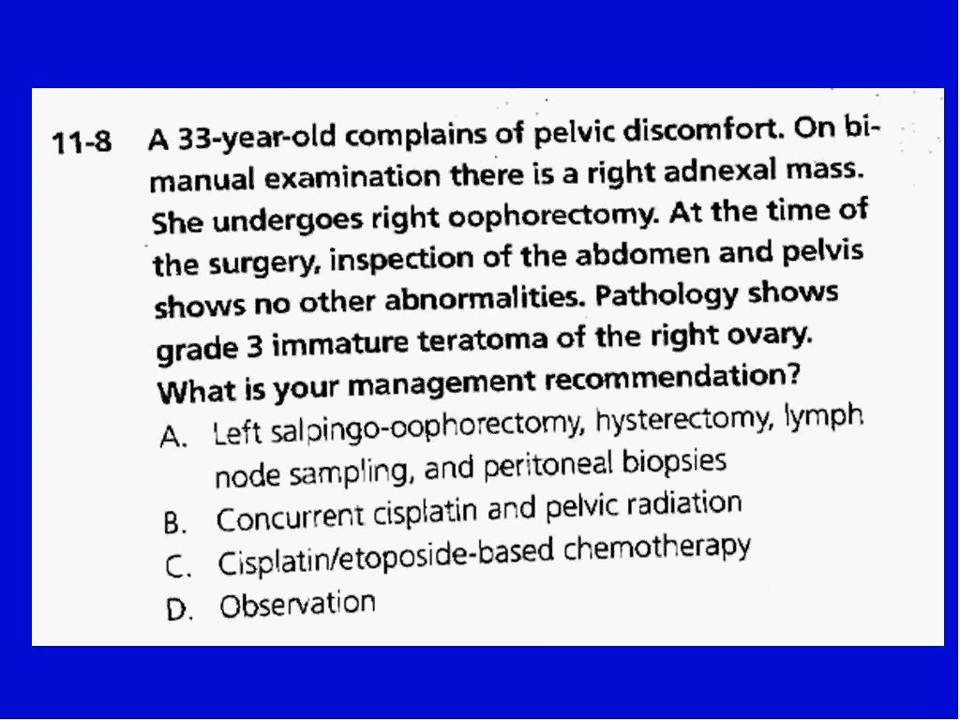 11-8 A 33-year-old complains of pelvic discomfort. On bi-
manual examination there is a right adnexal mass.
She undergoes right oophorectomy. At the time of
the surgery, inspection of the abdomen and pelvis
shows no other abnormalities. Pathology shows
grade 3 immature teratoma of the right ovary.
What is your management recommendation?
A. Left salpingo-oophorectomy, hysterectomy, lymph
node sampling, and peritoneal biopsies
B. Concurrent cisplatin and pelvic radiation
C. Cisplatin/etoposide-based chemotherapy
D. Observation